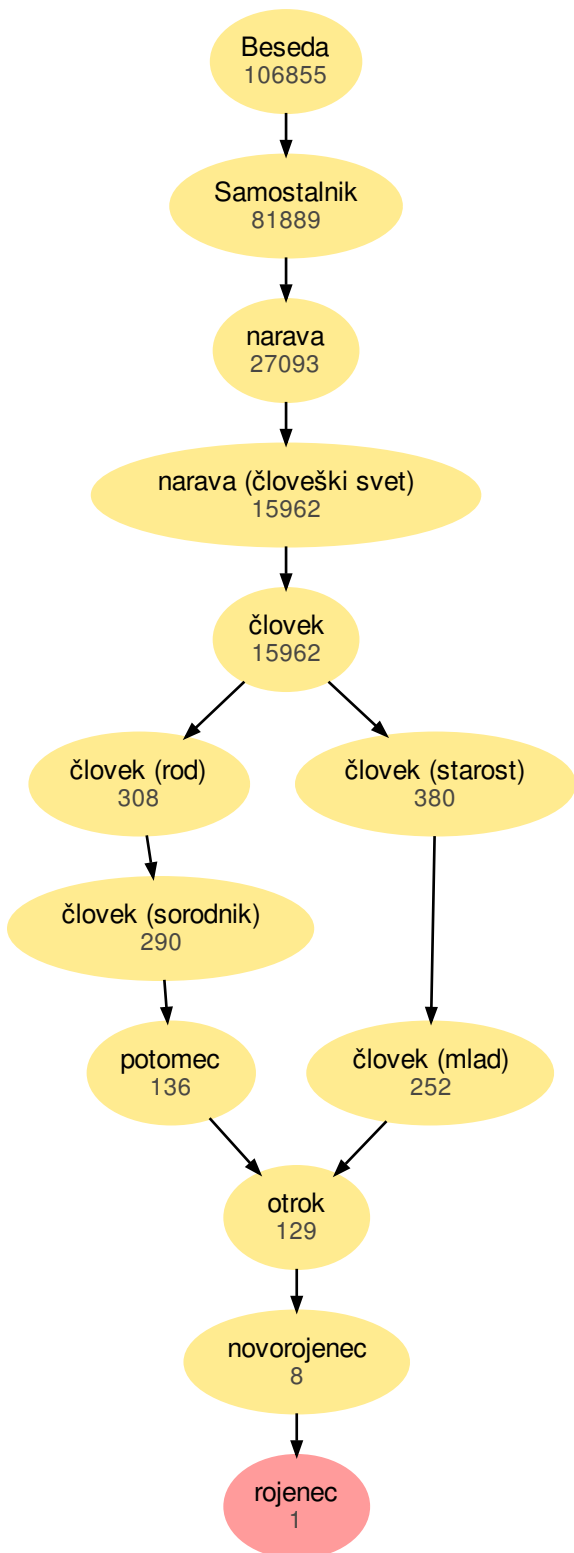 Beseda
106855
Samostalnik
81889
narava
27093
narava (človeški svet)
15962
človek
15962
človek (rod)
308
človek (starost)
380
človek (sorodnik)
290
potomec
136
človek (mlad)
252
otrok
129
novorojenec
8
rojenec
1